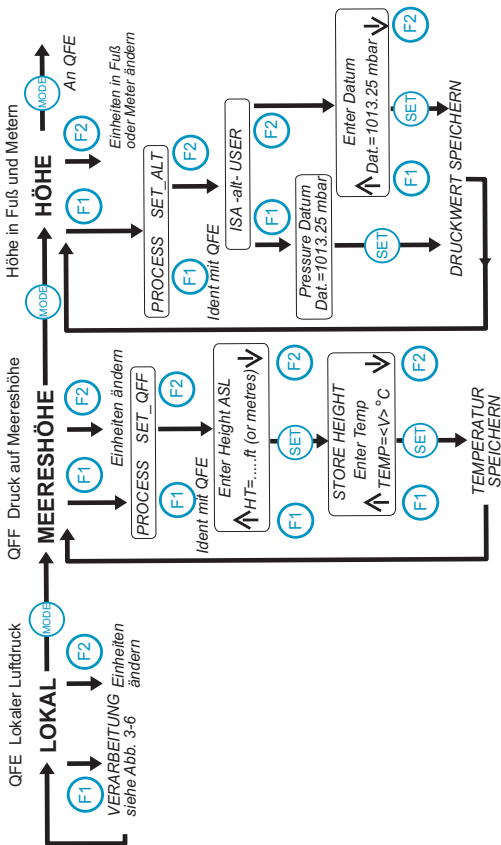 QFE Lokaler Luftdruck
LOKAL
F1
VERARBEITUNG
siehe Abb. 3-6
F2
Einheiten
ändern
MODE
QFF Druck auf Meereshöhe
MEERESHÖHE
F1
F2
Einheiten ändern
PROCESS SET_QFF
F1
Ident mit QFE
F2
Enter Height ASL
HT=.....ft (or metres)
F1
F2
SET
STORE HEIGHT
Enter Temp
TEMP=<V>°C
F1
F2
SET
TEMPERATUR
SPEICHERN
MODE
Höhe in Fuß und Metern
HÖHE
F1
F2
Einheiten in Fuß
oder Meter ändern
PROCESS SET_ALT
F1
Ident mit QFE
F2
ISA -alt- USER
F1
F2
Pressure Datum
Dat.=1013.25 mbar
SET
Enter Datum
Dat.=1013.25 mbar
F1
F2
SET
DRUCKWERT SPEICHERN
MODE
An QFE